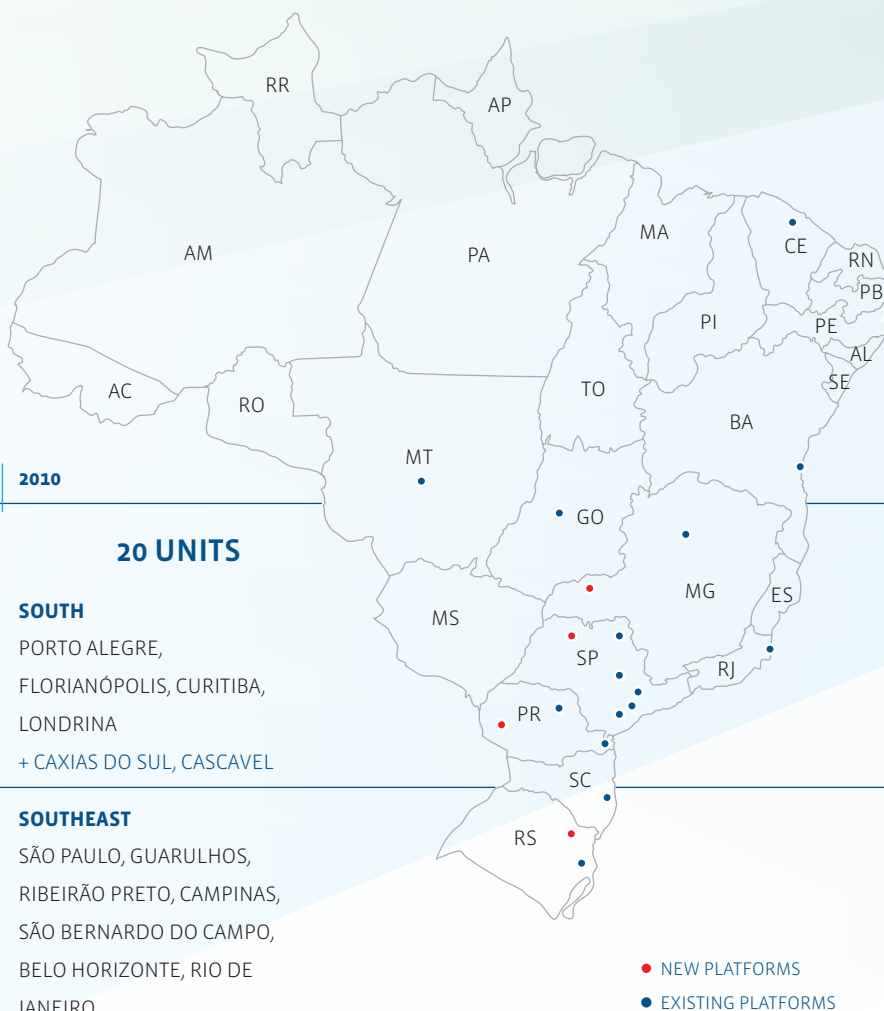 RR
AP
AM
PA
MA
CE
RN
PB
PI
PE
AL
SE
AC
RO
TO
BA
MT
2010
GO
20 UNITS
MG
ES
SOUTH
MS
PORTO ALEGRE,
SP
RJ
FLORIANÓPOLIS, CURITIBA,
PR
LONDRINA
+ CAXIAS DO SUL, CASCAVEL
SC
SOUTHEAST
RS
SÃO PAULO, GUARULHOS,
RIBEIRÃO PRETO, CAMPINAS,
SÃO BERNARDO DO CAMPO,
BELO HORIZONTE, RIO DE
JANEIRO
NEW PLATFORMS
EXISTING PLATFORMS